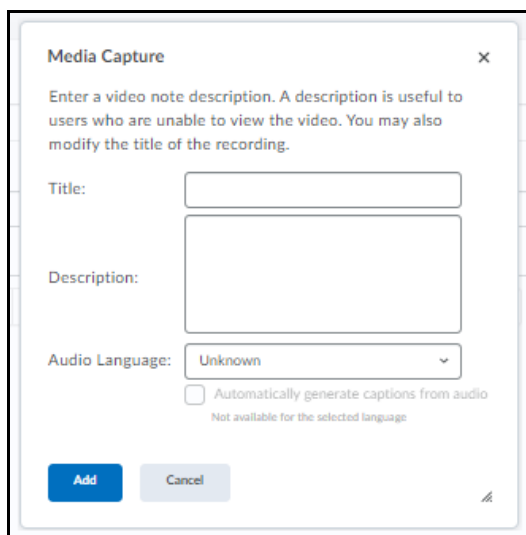 Media Capture
Enter a video note description. A description is useful to
users who are unable to view the video. You may also
modify the title of the recording.
Title:
Description:
Audio Language: Unknown
Automatically generate captions from audio
Not available for the selected language
Add Cancel